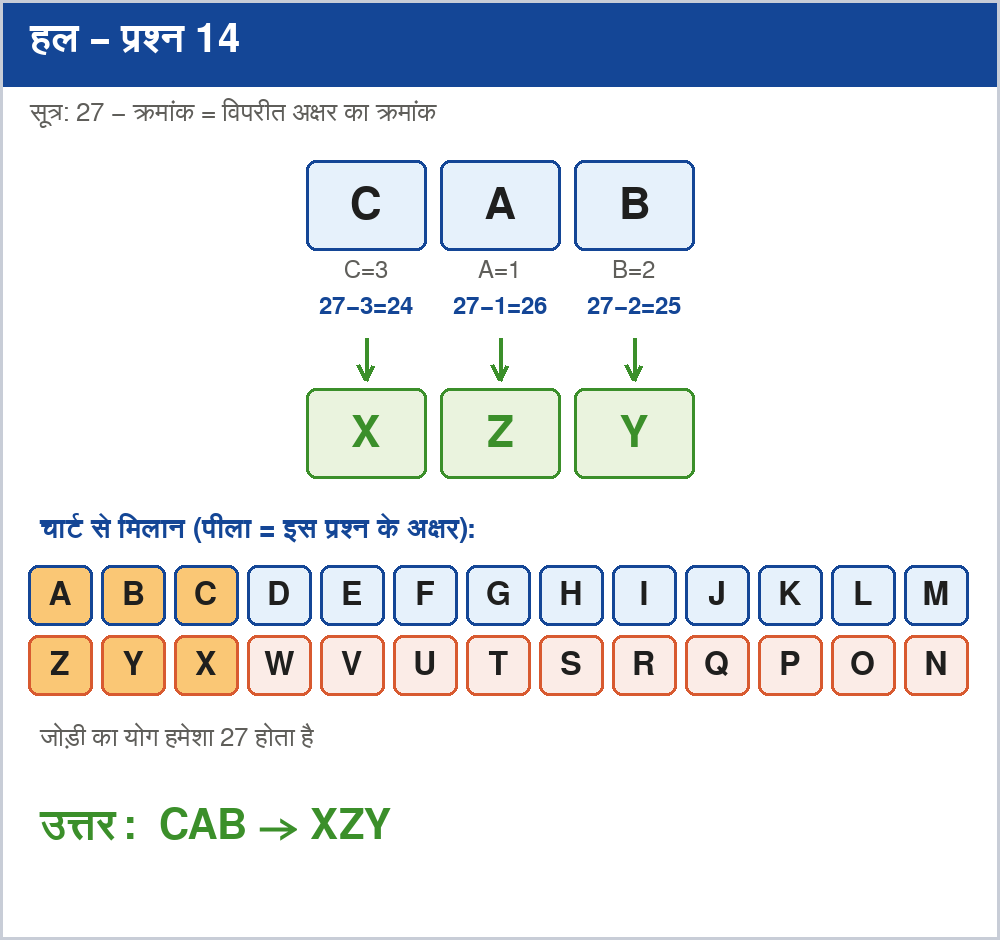 हल – प्रश्न 14
सूत्र: 27 – क्रमांक = विपरीत अक्षर का क्रमांक
C A B
C=3 A=1 B=2
27–3=24 27–1=26 27–2=25
X Z Y
चार्ट से मिलान (पीला = इस प्रश्न के अक्षर):
A B C D E F G H I J K L M
Z Y X W V U T S R Q P O N
जोड़ी का योग हमेशा 27 होता है
उत्तर : CAB → XZY